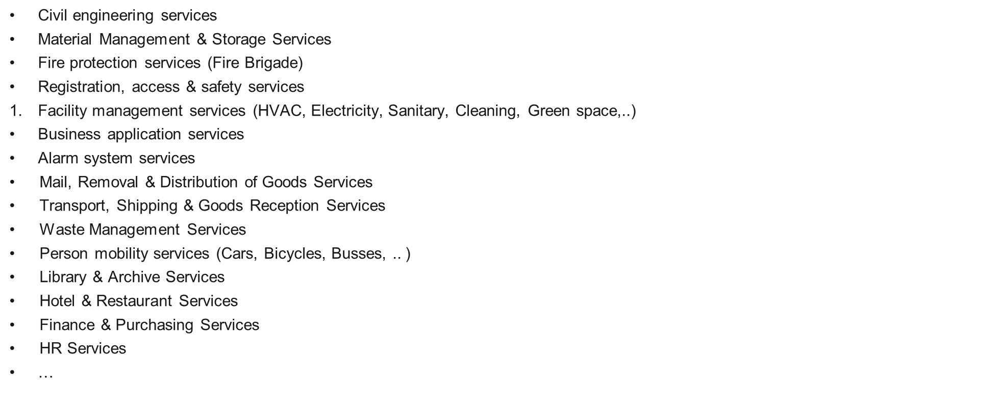 • Civil engineering services
• Material Management & Storage Services
• Fire protection services (Fire Brigade)
• Registration, access & safety services
1. Facility management services (HVAC, Electricity, Sanitary, Cleaning, Green space,..)
• Business application services
• Alarm system services
• Mail, Removal & Distribution of Goods Services
• Transport, Shipping & Goods Reception Services
• Waste Management Services
• Person mobility services (Cars, Bicycles, Busses, .. )
• Library & Archive Services
• Hotel & Restaurant Services
• Finance & Purchasing Services
• HR Services
• …